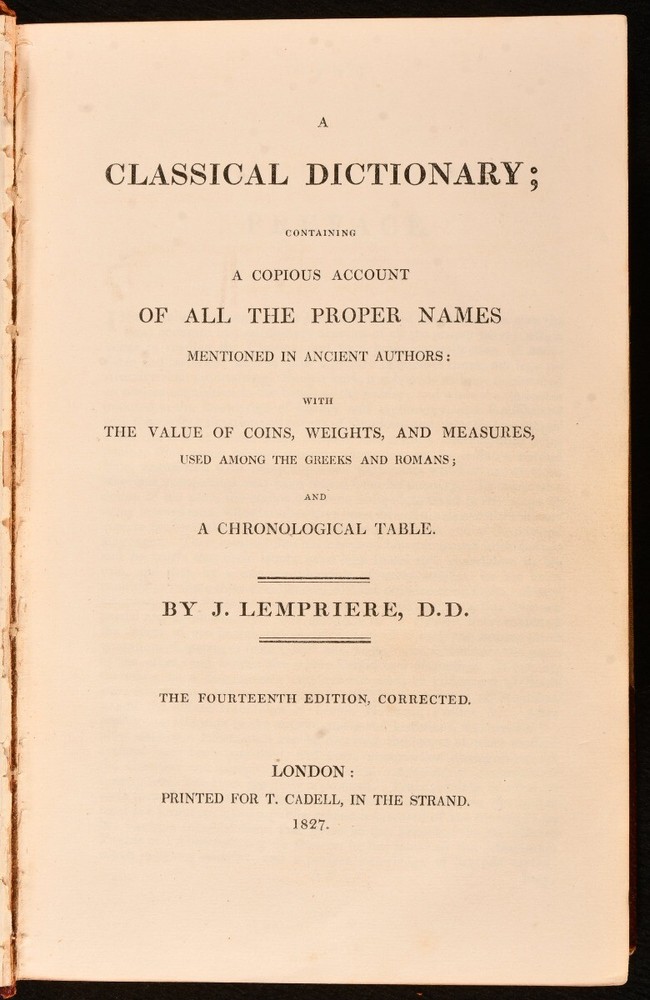 A
CLASSICAL DICTIONARY;
CONTAINING
A COPIOUS ACCOUNT
OF ALL THE PROPER NAMES
MENTIONED IN ANCIENT AUTHORS:
WITH
THE VALUE OF COINS, WEIGHTS, AND MEASURES,
USED AMONG THE GREEKS AND ROMANS;
AND
A CHRONOLOGICAL TABLE.
BY J. LEMPRIERE, D.D.
THE FOURTEENTH EDITION, CORRECTED.
LONDON:
PRINTED FOR T. CADELL, IN THE STRAND.
1827.